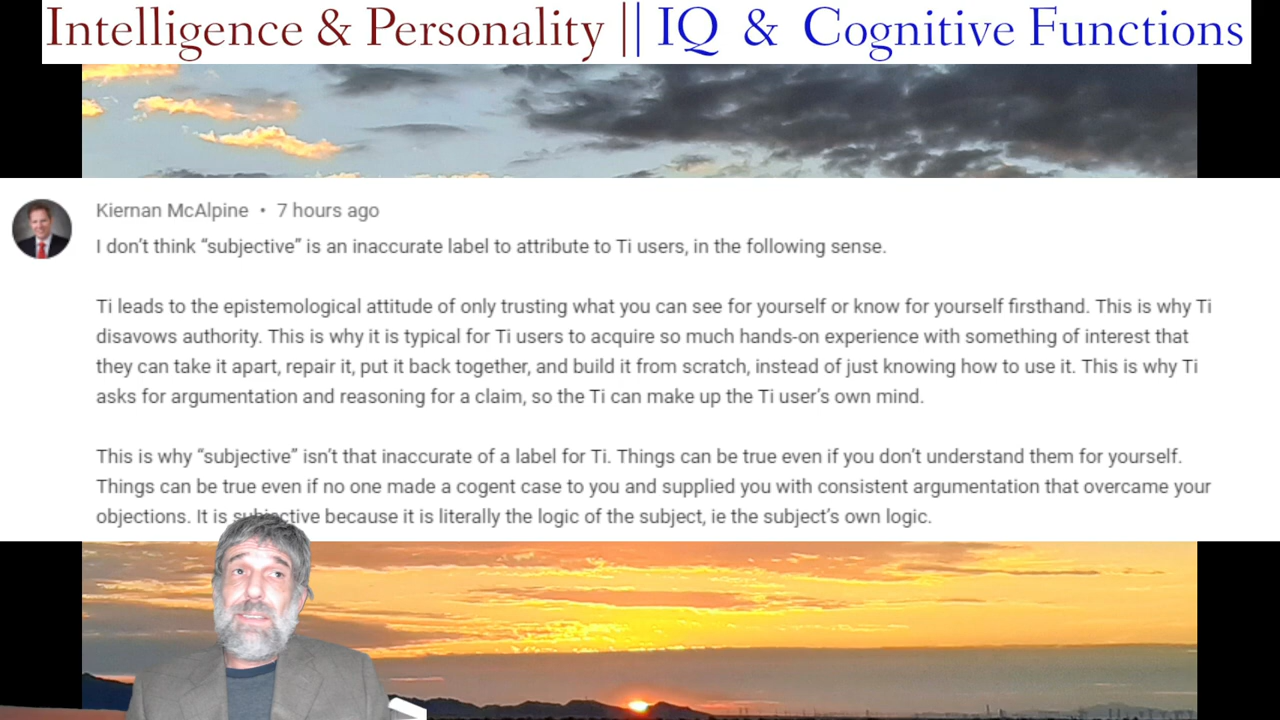 Intelligence & Personality || IQ & Cognitive Functions
Kiernan McAlpine • 7 hours ago
I don't think “subjective” is an inaccurate label to attribute to Ti users, in the following sense.
Ti leads to the epistemological attitude of only trusting what you can see for yourself or know for yourself firsthand. This is why Ti
disavows authority. This is why it is typical for Ti users to acquire so much hands-on experience with something of interest that
they can take it apart, repair it, put it back together, and build it from scratch, instead of just knowing how to use it. This is why Ti
asks for argumentation and reasoning for a claim, so the Ti can make up the Ti user's own mind.
This is why “subjective” isn't that inaccurate of a label for Ti. Things can be true even if you don't understand them for yourself.
Things can be true even if no one made a cogent case to you and supplied you with consistent argumentation that overcame your
objections. It is subjective because it is literally the logic of the subject, ie the subject's own logic.